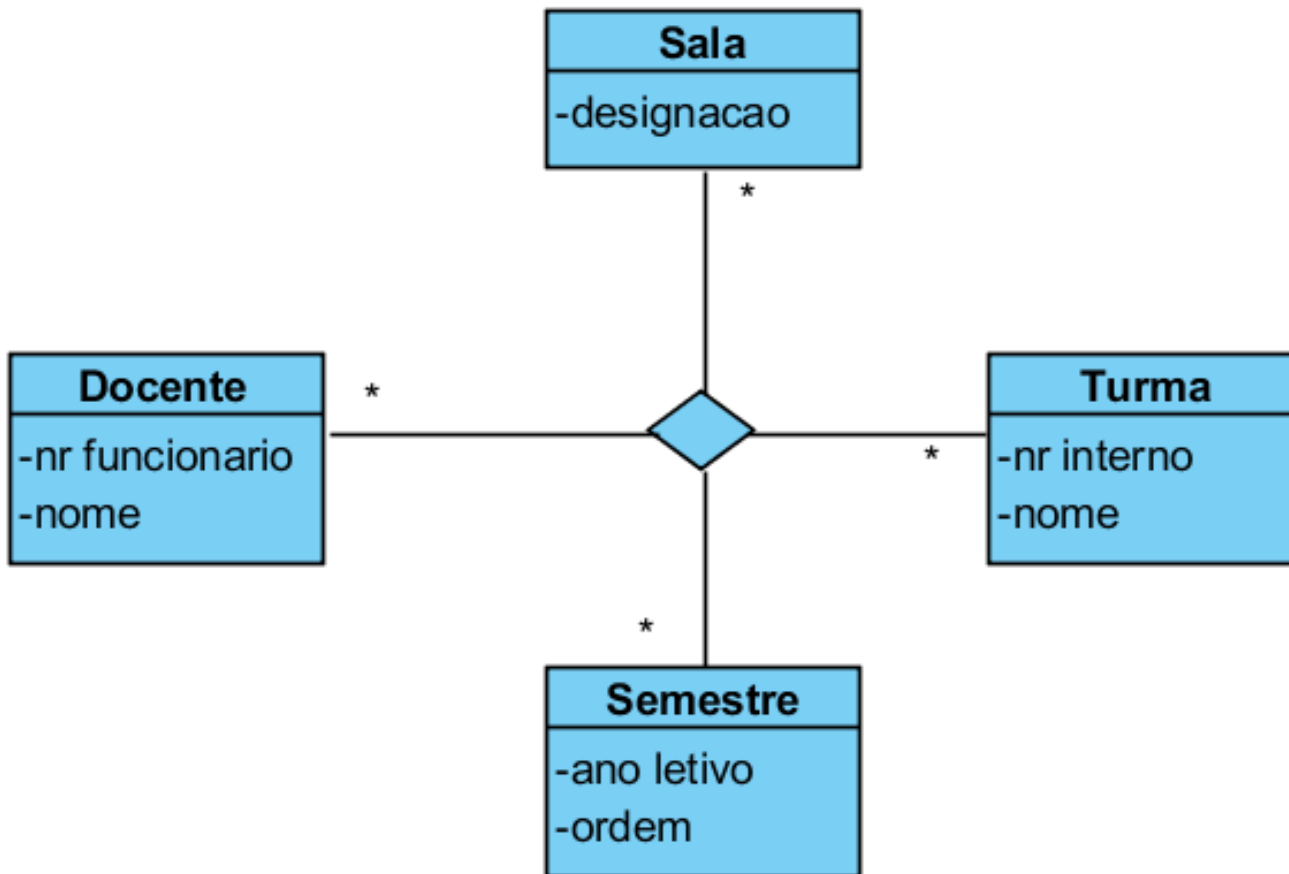 Sala
-designacao
*
Docente
-nr funcionario
-nome
*
Turma
-nr interno
-nome
*
*
Semestre
-ano letivo
-ordem